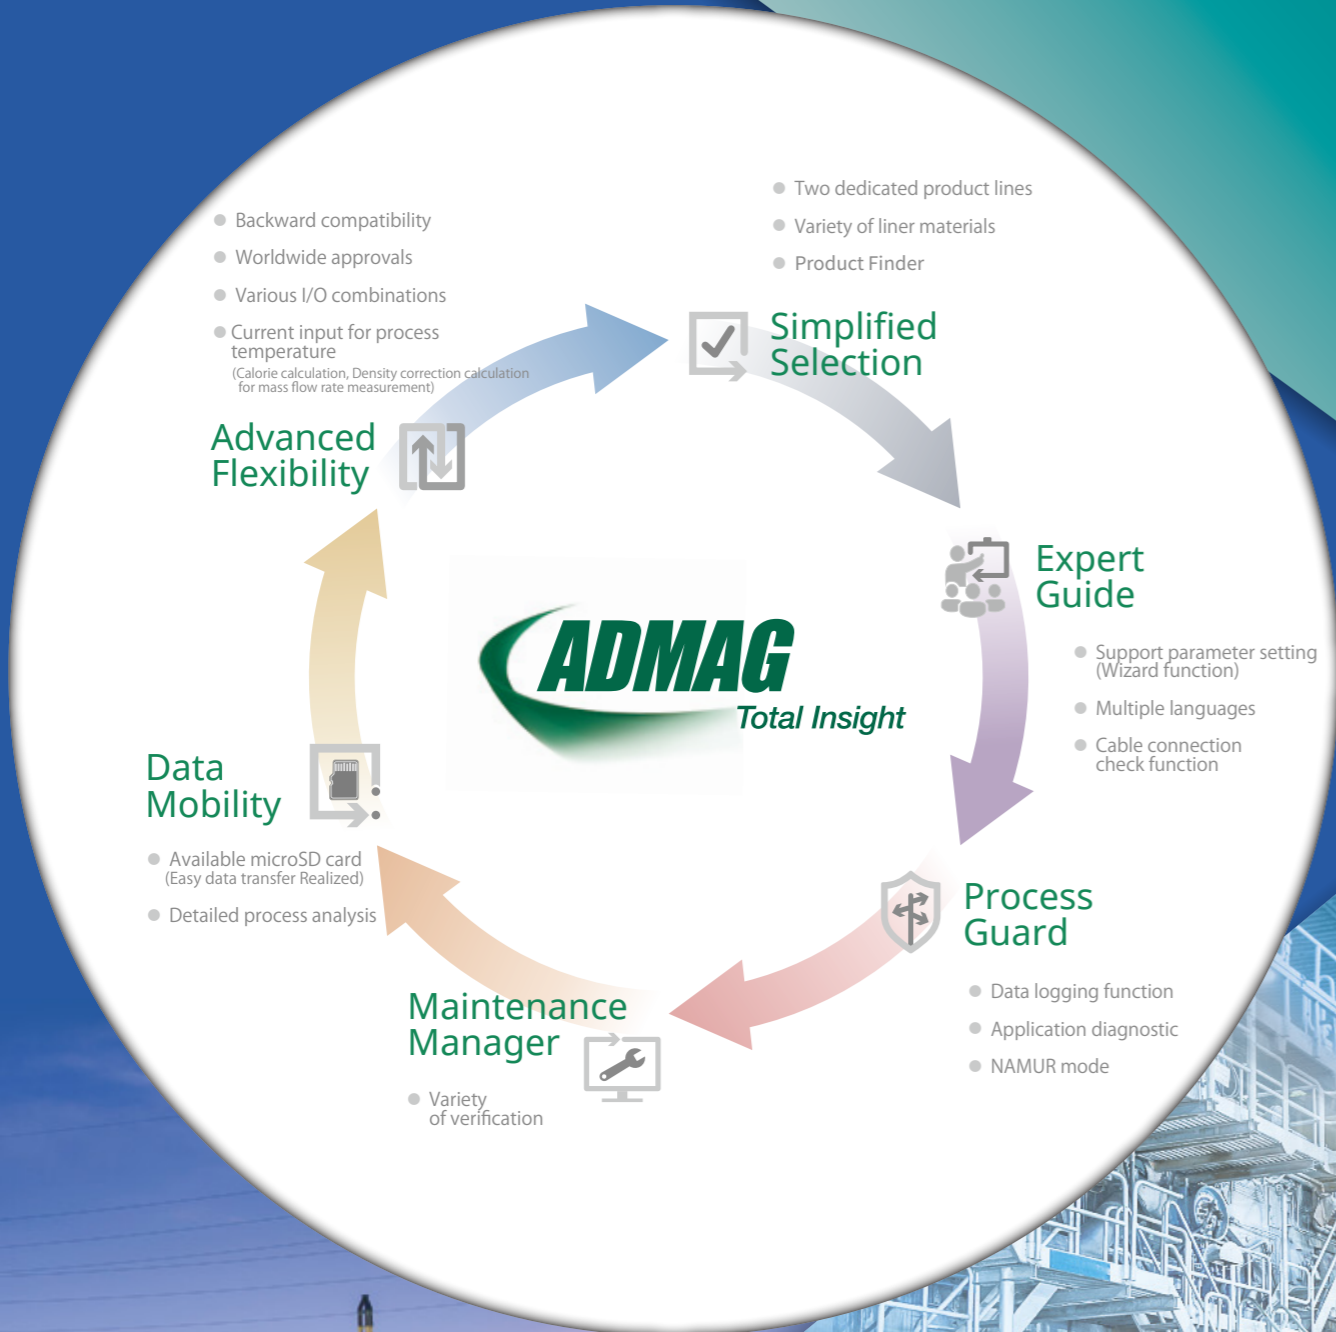 Two dedicated product lines
Variety of liner materials
Product Finder
Simplified
Selection
Expert
Guide
Support parameter setting
(Wizard function)
Multiple languages
Cable connection
check function
Process
Guard
Data logging function
Application diagnostic
NAMUR mode
Maintenance
Manager
Variety
of verification
Data
Mobility
Available microSD card
(Easy data transfer Realized)
Detailed process analysis
Backward compatibility
Worldwide approvals
Various I/O combinations
Current input for process
temperature
(Calorie calculation, Density correction calculation
for mass flow rate measurement)
Advanced
Flexibility
ADMAG
Total Insight